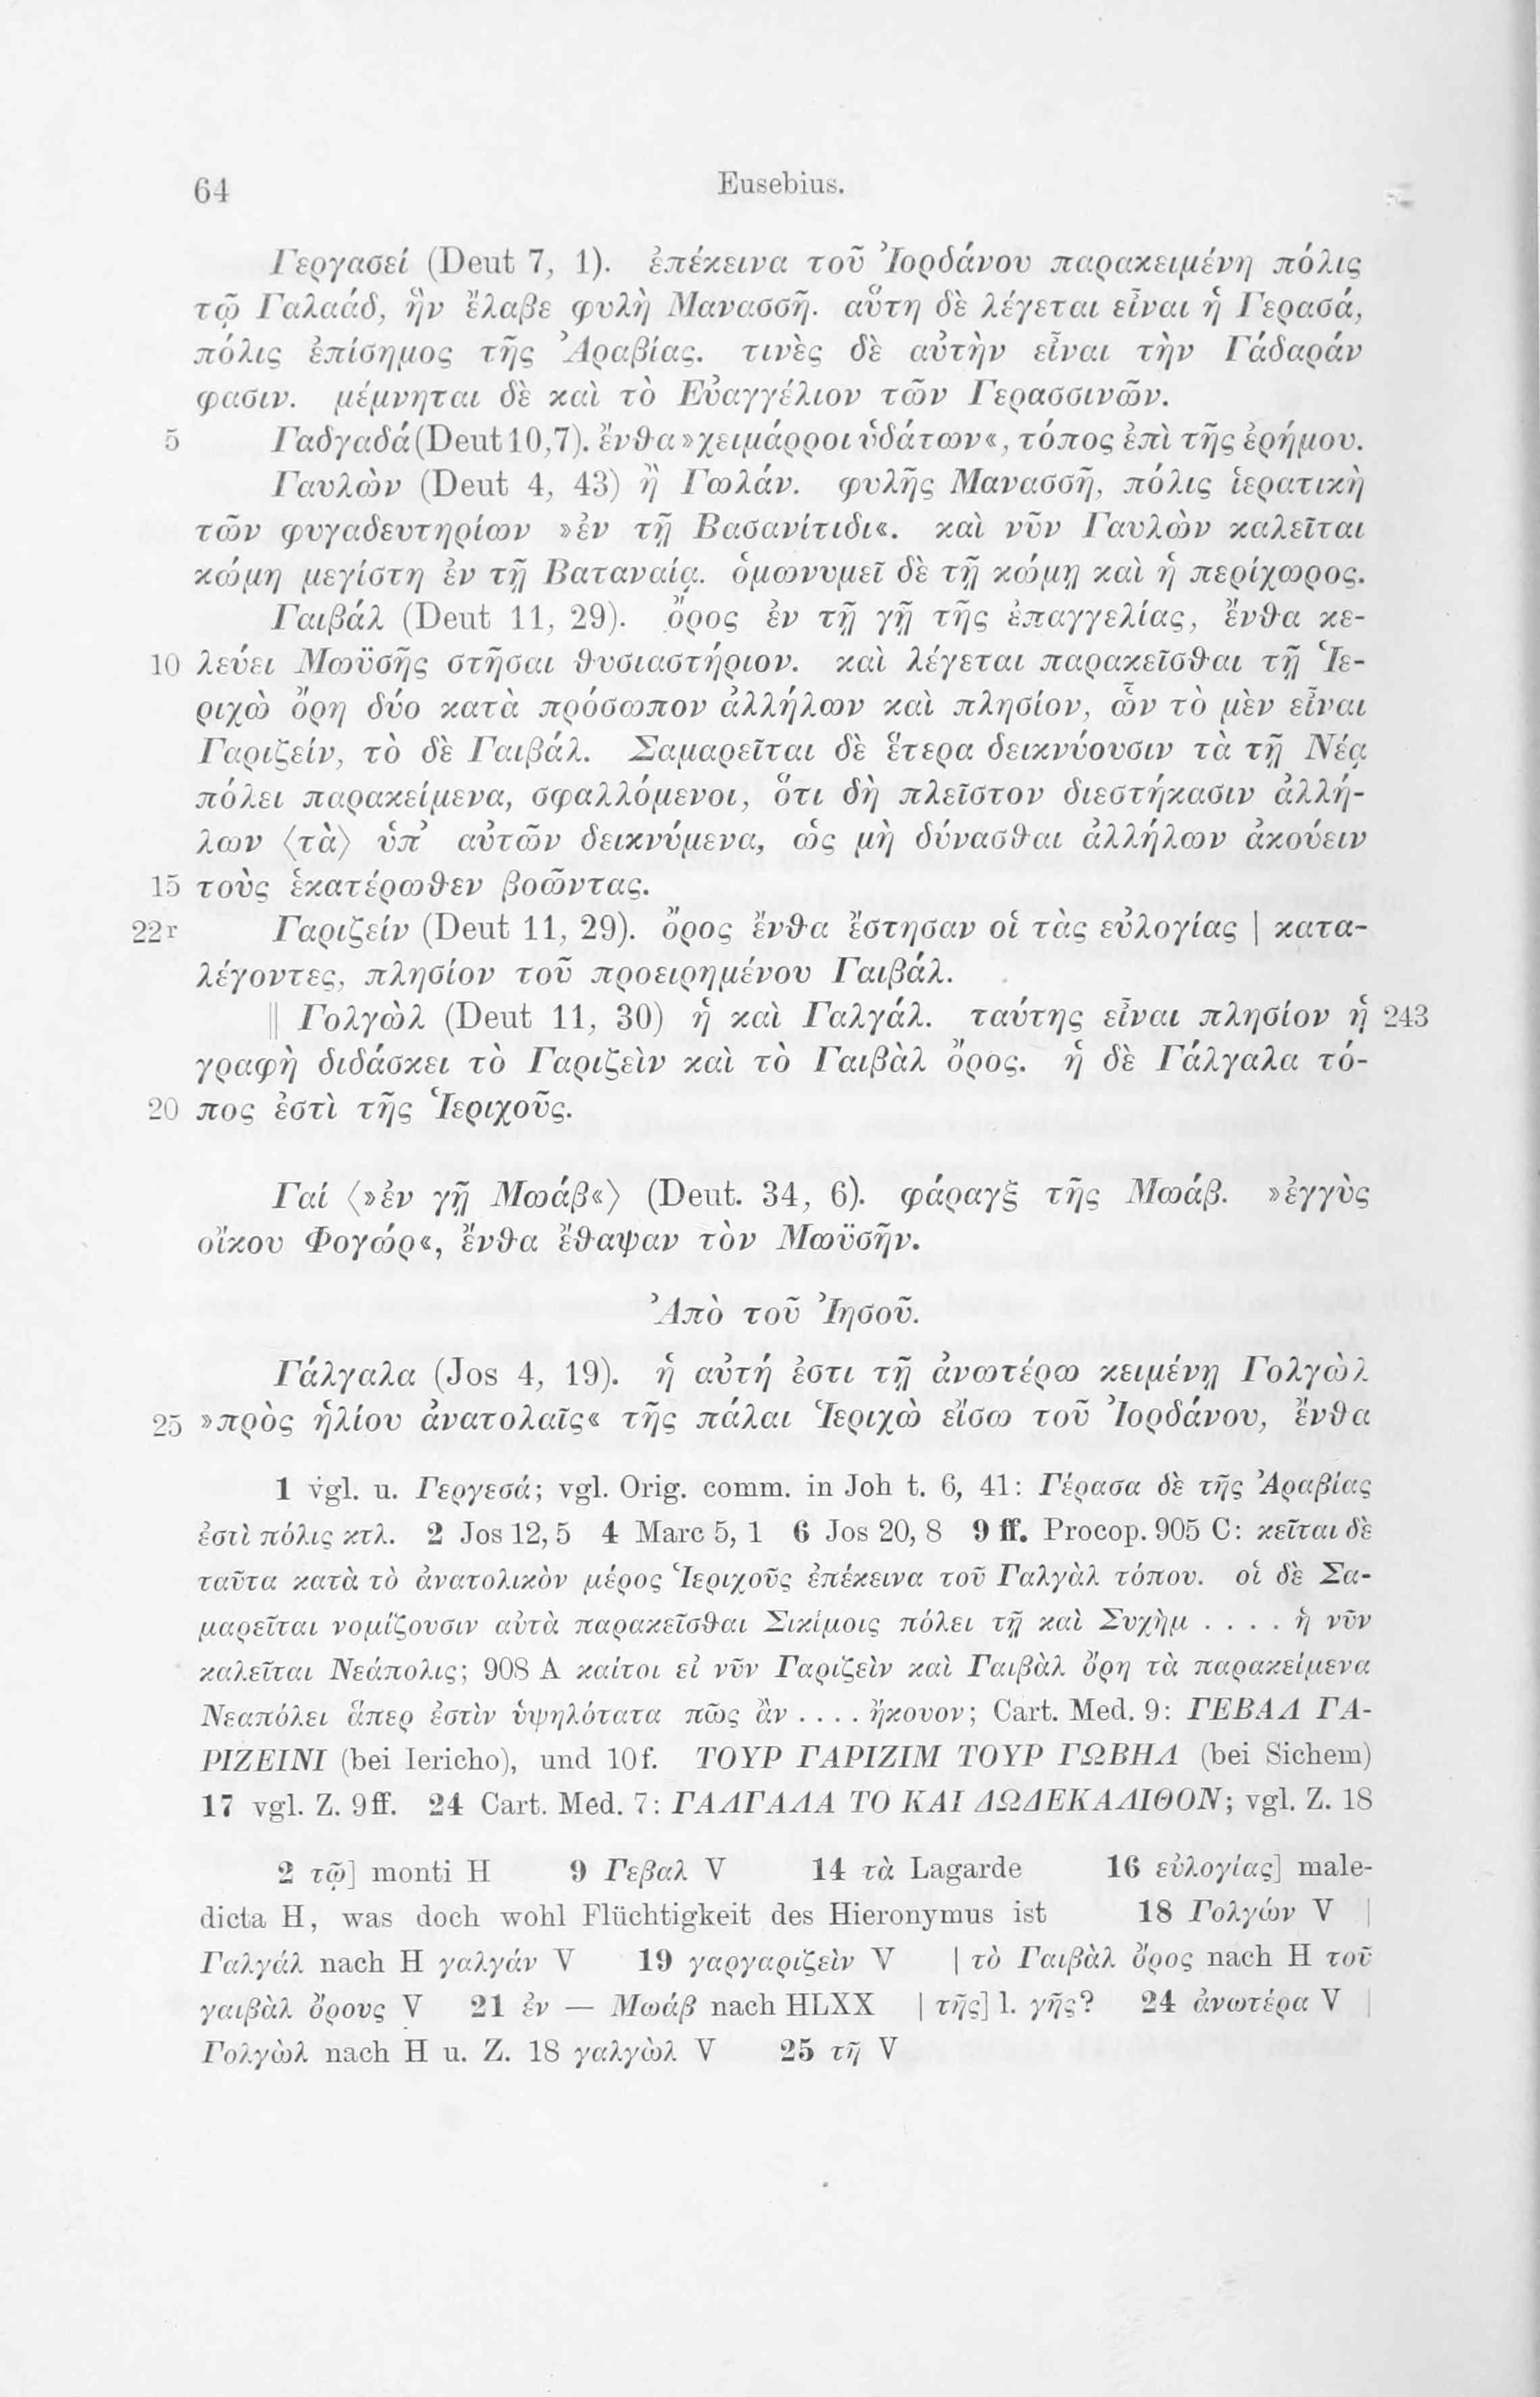 64 Eusebius.
Γεργασεί (Deut 7, 1). ἐπέκεινα τοῦ Ἰορδάνου παρακειμένη πόλις
τῷ Γαλαάδ, ἣν ἔλαβε φυλὴ Μανασσῆ. αὕτη δὲ λέγεται εἶναι ἡ Γερασά,
πόλις ἐπίσημος τῆς Ἀραβίας. τινὲς δὲ αὐτὴν εἶναι τὴν Γάδαράν
φασιν. μέμνηται δὲ καὶ τὸ Εὐαγγέλιον τῶν Γερασσινῶν.
5 Γαδγαδά (Deut 10,7). ἔνθα »χειμάρροι ὑδάτων«, τόπος ἐπὶ τῆς ἐρήμου.
Γαυλὼν (Deut 4, 43) ἢ Γωλάν. φυλῆς Μανασσῆ, πόλις ἱερατικὴ
τῶν φυγαδευτηρίων »ἐν τῇ Βασανίτιδι«. καὶ νῦν Γαυλὼν καλεῖται
κώμη μεγίστη ἐν τῇ Βαταναίᾳ. ὁμωνυμεῖ δὲ τῇ κώμῃ καὶ ἡ περίχωρος.
Γαιβάλ (Deut 11, 29). ὄρος ἐν τῇ γῇ τῆς ἐπαγγελίας, ἔνθα κε-
10 λεύει Μωϋσῆς στῆσαι θυσιαστήριον. καὶ λέγεται παρακεῖσθαι τῇ Ἱε-
ριχὼ ὄρη δύο κατὰ πρόσωπον ἀλλήλων καὶ πλησίον, ὧν τὸ μὲν εἶναι
Γαριζείν, τὸ δὲ Γαιβάλ. Σαμαρεῖται δὲ ἕτερα δεικνύουσιν τὰ τῇ Νέᾳ
πόλει παρακείμενα, σφαλλόμενοι, ὅτι δὴ πλεῖστον διεστήκασιν ἀλλή-
λων ⟨τὰ⟩ ὑπ᾽ αὐτῶν δεικνύμενα, ὡς μὴ δύνασθαι ἀλλήλων ἀκούειν
15 τοὺς ἑκατέρωθεν βοῶντας.
22r Γαριζείν (Deut 11, 29). ὄρος ἔνθα ἔστησαν οἱ τὰς εὐλογίας | κατα-
λέγοντες, πλησίον τοῦ προειρημένου Γαιβάλ.
‖ Γολγὼλ (Deut 11, 30) ἡ καὶ Γαλγάλ. ταύτης εἶναι πλησίον ἡ 243
γραφὴ διδάσκει τὸ Γαριζεὶν καὶ τὸ Γαιβὰλ ὄρος. ἡ δὲ Γάλγαλα τό-
20 πος ἐστὶ τῆς Ἱεριχοῦς.
Γαί ⟨»ἐν γῇ Μωάβ«⟩ (Deut. 34, 6). φάραγξ τῆς Μωάβ. »ἐγγὺς
οἴκου Φογώρ«, ἔνθα ἔθαψαν τὸν Μωϋσῆν.
Ἀπὸ τοῦ Ἰησοῦ.
Γάλγαλα (Jos 4, 19). ἡ αὐτή ἐστι τῇ ἀνωτέρω κειμένῃ Γολγὼλ
25 »πρὸς ἡλίου ἀνατολαῖς« τῆς πάλαι Ἱεριχὼ εἴσω τοῦ Ἰορδάνου, ἔνθα
1 vgl. u. Γεργεσά; vgl. Orig. comm. in Joh t. 6, 41: Γέρασα δὲ τῆς Ἀραβίας
ἐστὶ πόλις κτλ. 2 Jos 12, 5 4 Marc 5, 1 6 Jos 20, 8 9 ff. Procop. 905 C: κεῖται δὲ
ταῦτα κατὰ τὸ ἀνατολικὸν μέρος Ἱεριχοῦς ἐπέκεινα τοῦ Γαλγὰλ τόπου. οἱ δὲ Σα-
μαρεῖται νομίζουσιν αὐτὰ παρακεῖσθαι Σικίμοις πόλει τῇ καὶ Συχὴμ . . . . ἡ νῦν
καλεῖται Νεάπολις; 908 A καίτοι εἰ νῦν Γαριζεὶν καὶ Γαιβὰλ ὄρη τὰ παρακείμενα
Νεαπόλει ἅπερ ἐστὶν ὑψηλότατα πῶς ἂν . . . . ἤκουον; Cart. Med. 9: ΓΕΒΑΛ ΓΑ-
ΡΙΖΕΙΝΙ (bei Iericho), und 10 f. ΤΟΥΡ ΓΑΡΙΖΙΜ ΤΟΥΡ ΓΩΒΗΛ (bei Sichem)
17 vgl. Z. 9 ff. 24 Cart. Med. 7: ΓΑΛΓΑΛΑ ΤΟ ΚΑΙ ΔΩΔΕΚΑΛΙΘΟΝ; vgl. Z. 18
2 τῷ] monti H 9 Γεβαλ V 14 τὰ Lagarde 16 εὐλογίας] male-
dicta H, was doch wohl Flüchtigkeit des Hieronymus ist 18 Γολγών V |
Γαλγάλ nach H γαλγάν V 19 γαργαριζεὶν V | τὸ Γαιβὰλ ὄρος nach H τοῦ
γαιβὰλ ὄρους V 21 ἐν — Μωάβ nach HLXX | τῆς] l. γῆς? 24 ἀνωτέρα V |
Γολγὼλ nach H u. Z. 18 γαλγὼλ V 25 τῇ V